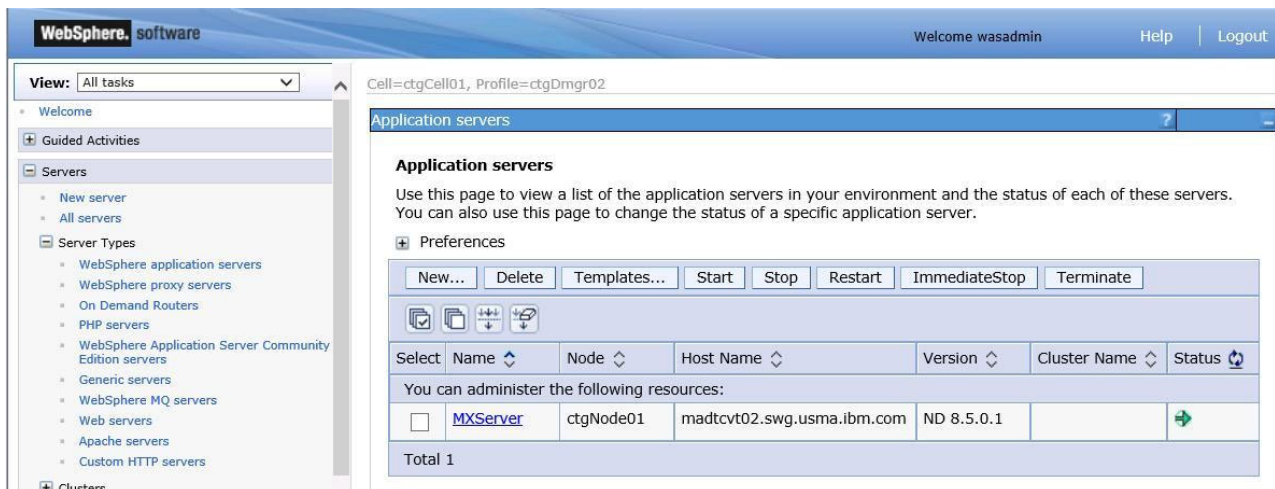 WebSphere. software
Welcome wasadmin
Help
Logout
View: All tasks
Welcome
Guided Activities
Servers
New server
All servers
Server Types
WebSphere application servers
WebSphere proxy servers
On Demand Routers
PHP servers
WebSphere Application Server Community
Edition servers
Generic servers
WebSphere MQ servers
Web servers
Apache servers
Custom HTTP servers
Clusters
Cell=ctgCell01, Profile=ctgDmgr02
Application servers ?
Application servers
Use this page to view a list of the application servers in your environment and the status of each of these servers.
You can also use this page to change the status of a specific application server.
Preferences
New... Delete Templates... Start Stop Restart ImmediateStop Terminate
Select Name Node Host Name Version Cluster Name Status
You can administer the following resources:
MXServer ctgNode01 madtcvt02.swg.usma.ibm.com ND 8.5.0.1
Total 1